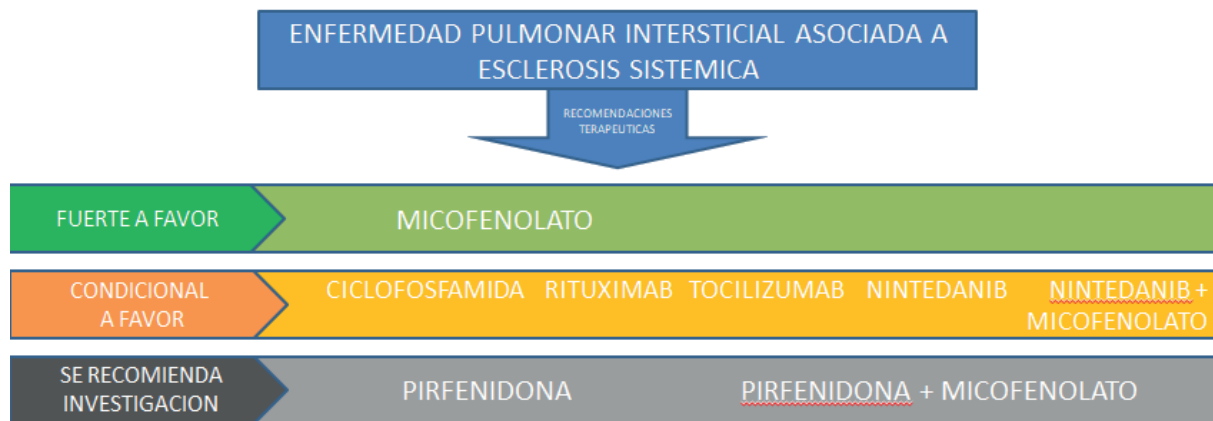 ENFERMEDAD PULMONAR INTERSTICIAL ASOCIADA A
ESCLEROSIS SISTEMICA
RECOMENDACIONES
TERAPEUTICAS
FUERTE A FAVOR
MICOFENOLATO
CONDICIONAL
A FAVOR
CICLOFOSFAMIDA RITUXIMAB TOCILIZUMAB NINTEDANIB NINTEDANIB +
MICOFENOLATO
SE RECOMIENDA
INVESTIGACION
PIRFENIDONA PIRFENIDONA + MICOFENOLATO